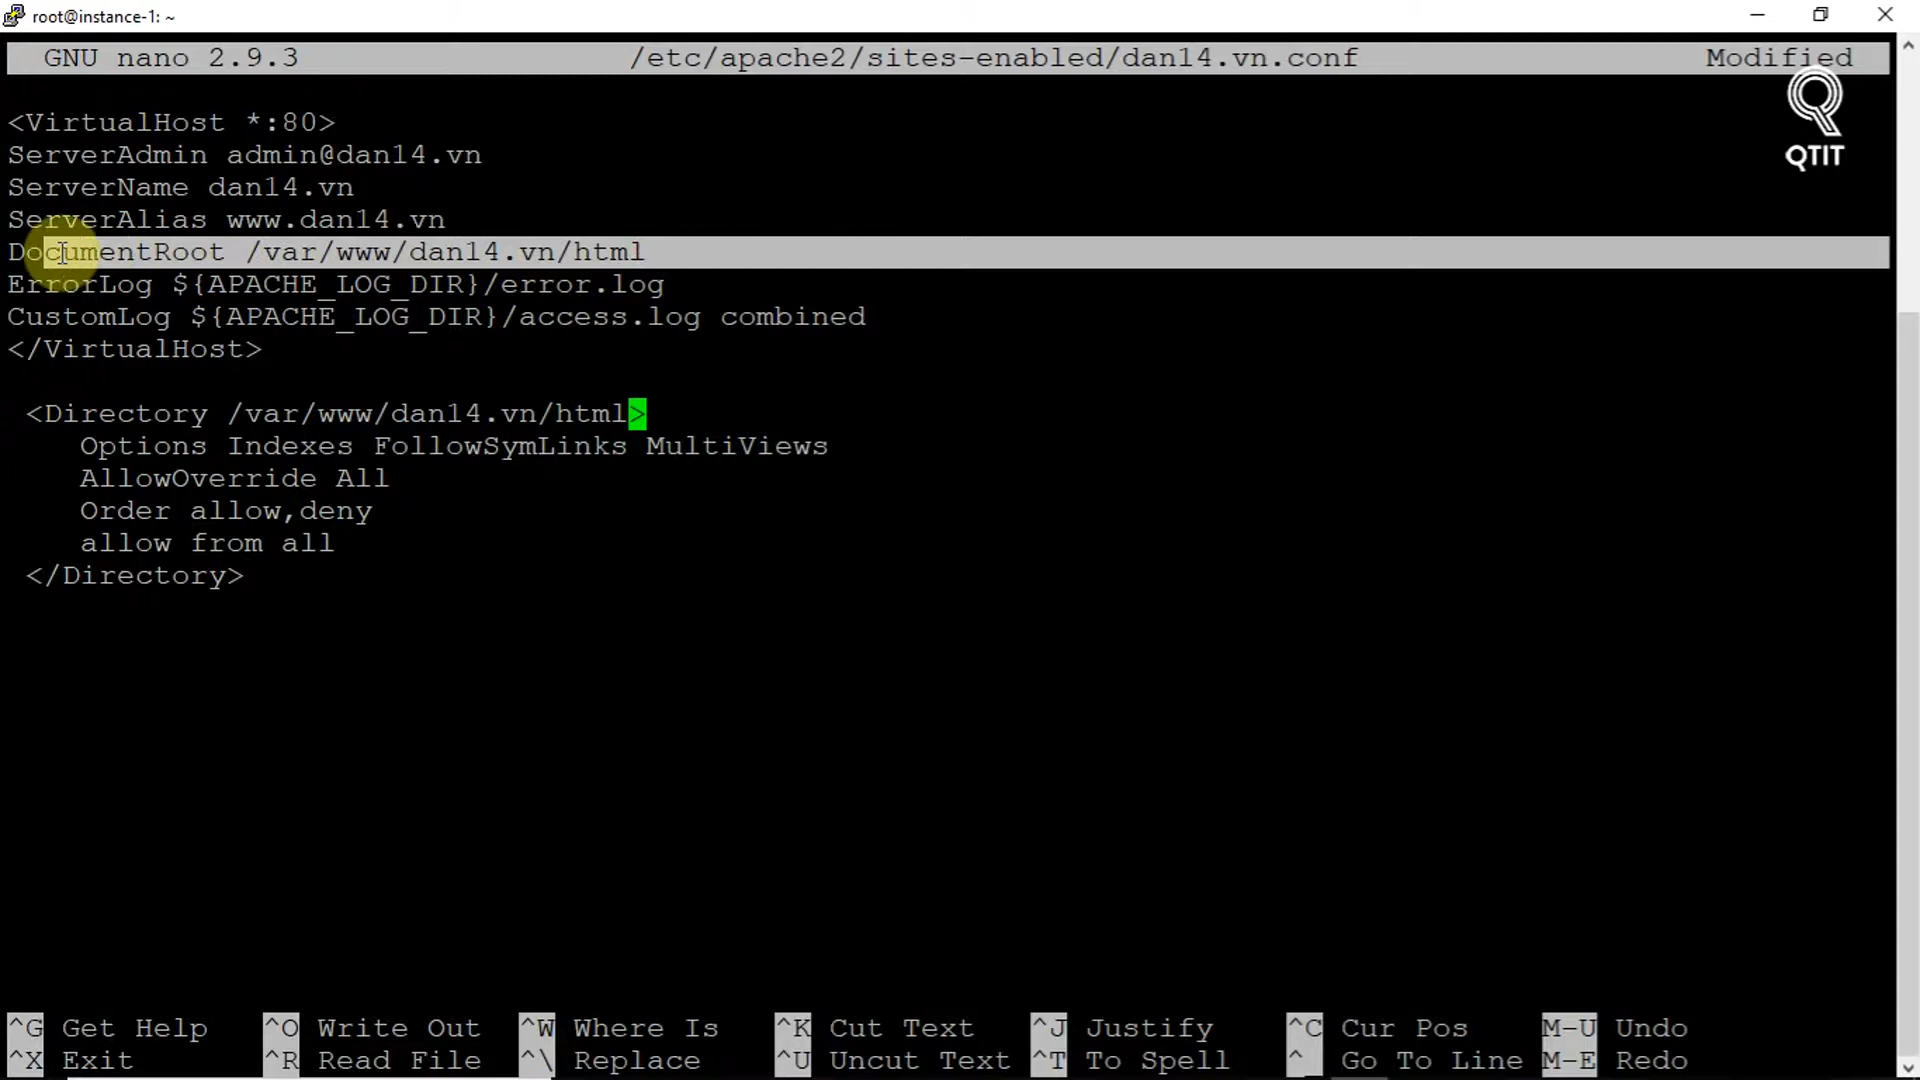 root@instance-1: ~
GNU nano 2.9.3 /etc/apache2/sites-enabled/dan14.vn.conf Modified
QTIT
<VirtualHost *:80>
ServerAdmin admin@dan14.vn
ServerName dan14.vn
ServerAlias www.dan14.vn
DocumentRoot /var/www/dan14.vn/html
ErrorLog ${APACHE_LOG_DIR}/error.log
CustomLog ${APACHE_LOG_DIR}/access.log combined
</VirtualHost>
<Directory /var/www/dan14.vn/html>
Options Indexes FollowSymLinks MultiViews
AllowOverride All
Order allow,deny
allow from all
</Directory>
^G Get Help ^O Write Out ^W Where Is ^K Cut Text ^J Justify ^C Cur Pos M-U Undo
^X Exit ^R Read File ^\ Replace ^U Uncut Text ^T To Spell ^_ Go To Line M-E Redo